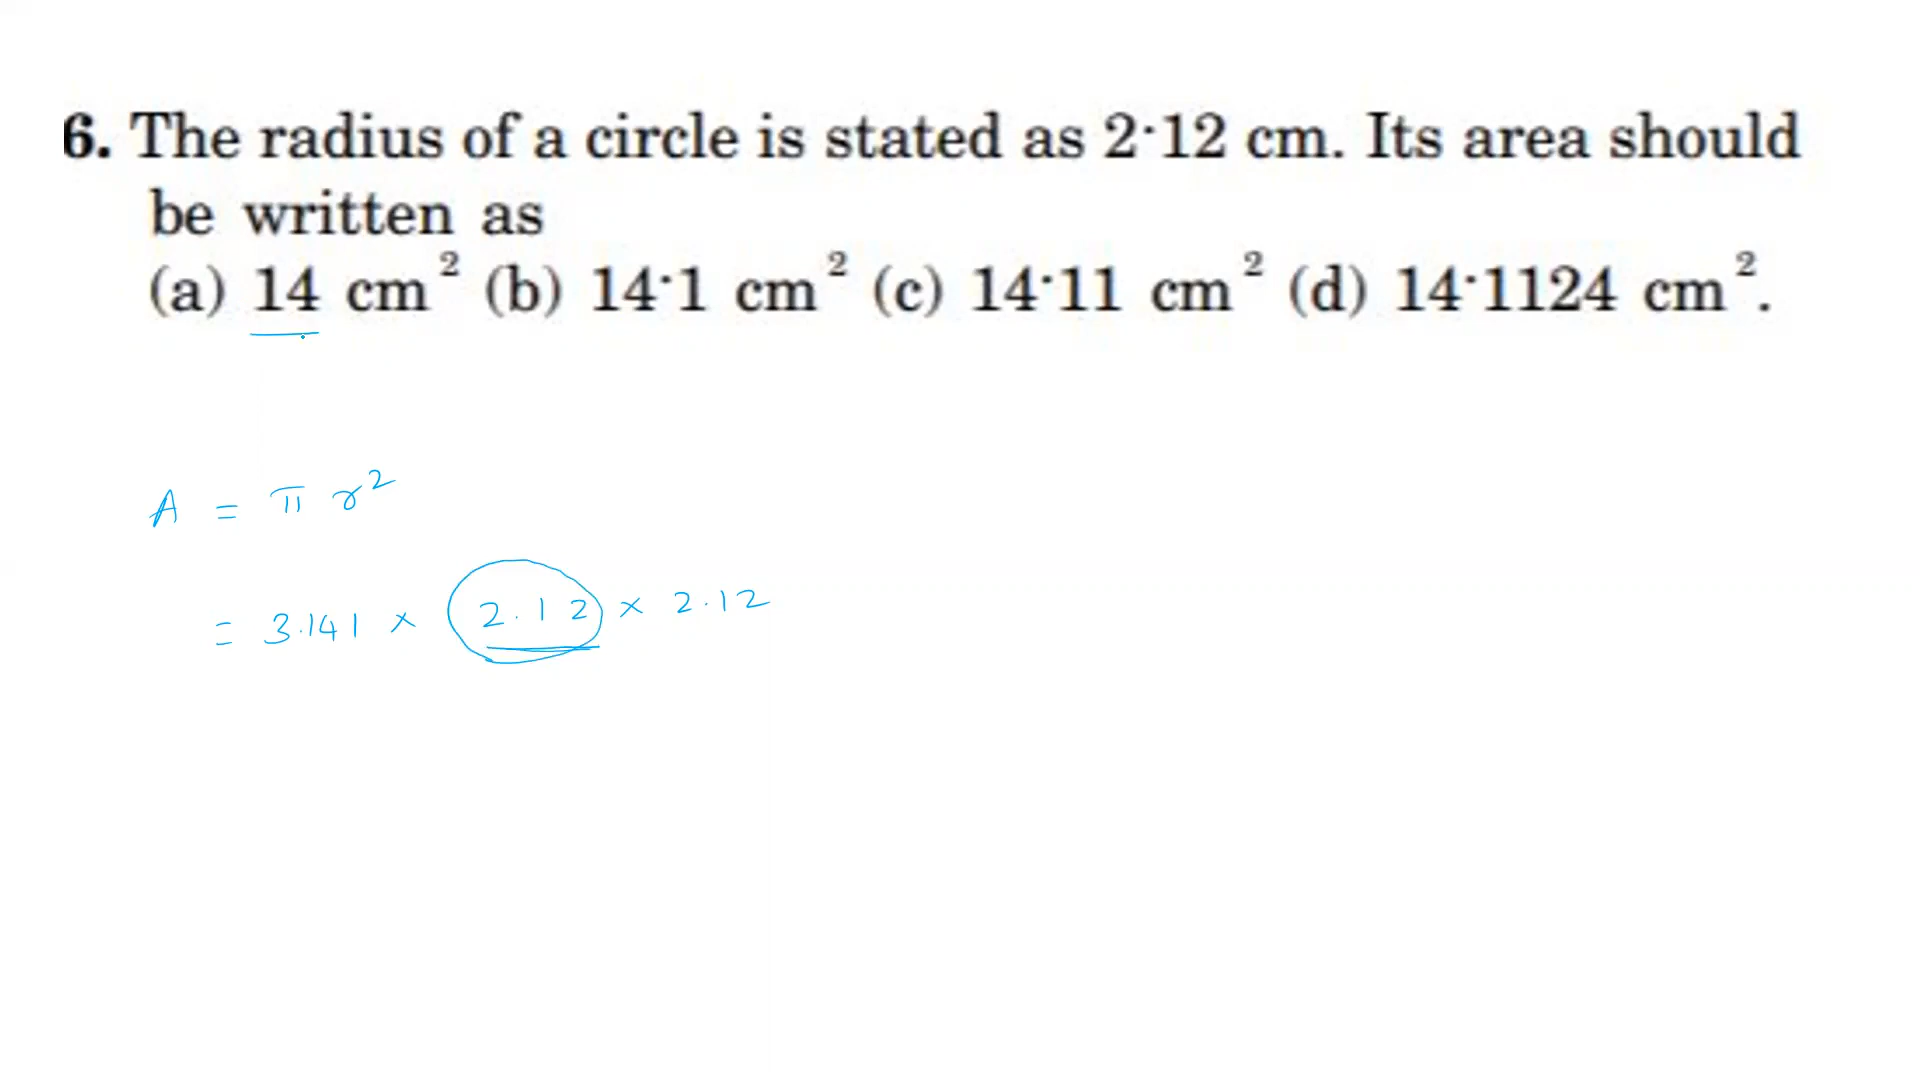 6. The radius of a circle is stated as 2·12 cm. Its area should
be written as
(a) 14 cm² (b) 14·1 cm² (c) 14·11 cm² (d) 14·1124 cm².
A = π r²
= 3.141 × 2.12 × 2.12